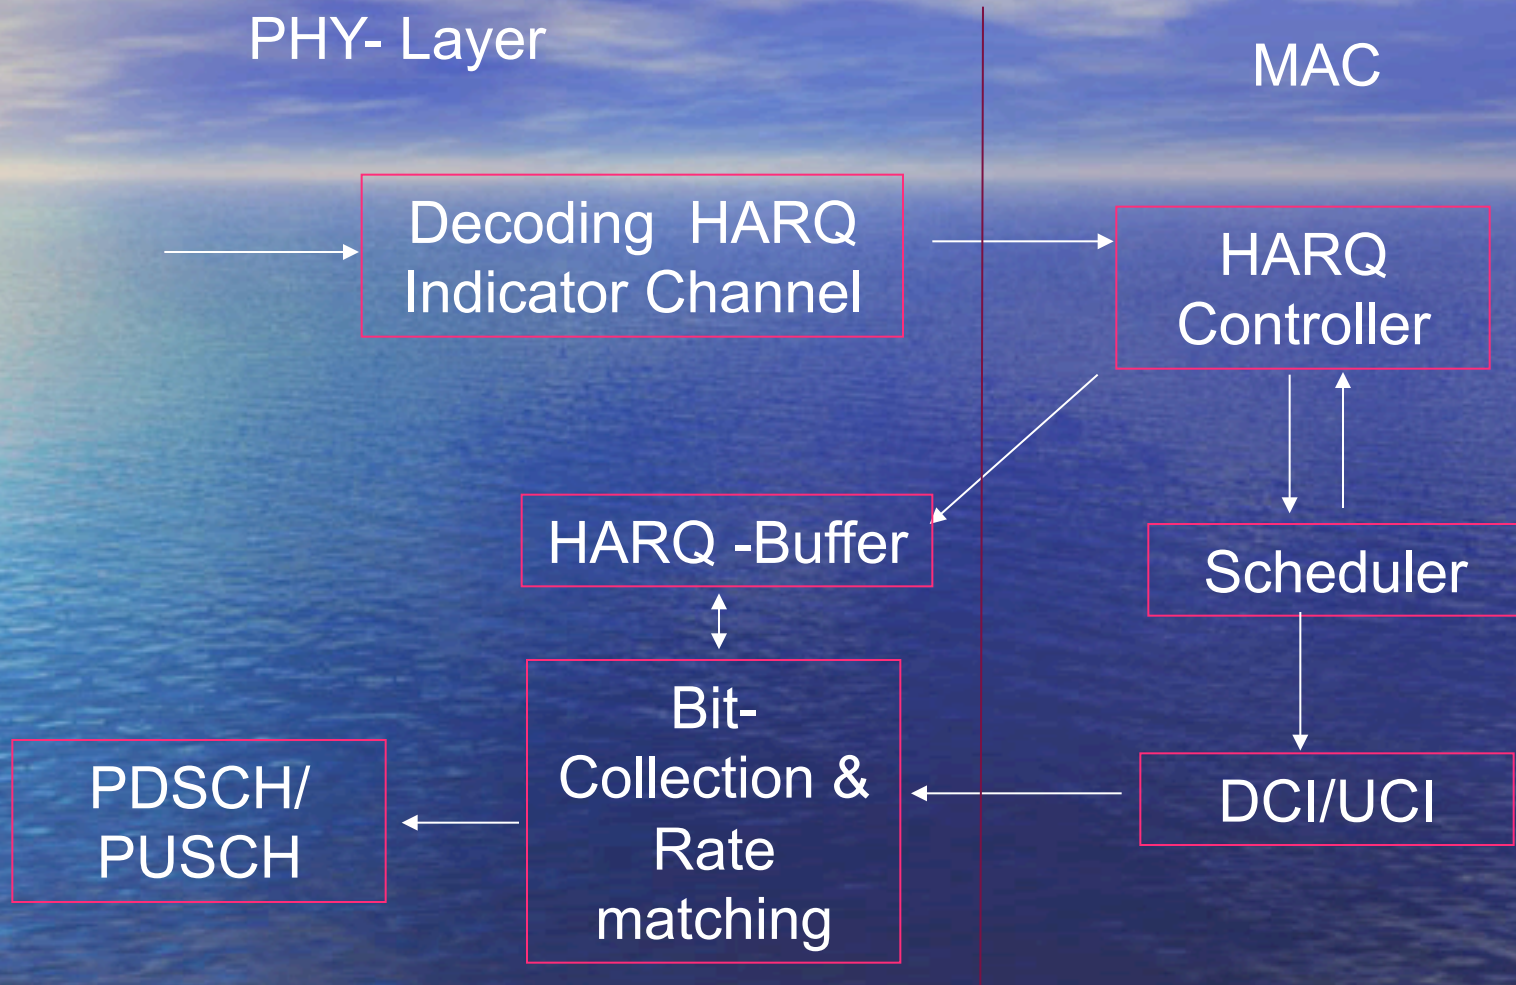 PHY- Layer
MAC
Decoding  HARQ
Indicator Channel
HARQ
Controller
HARQ -Buffer
Scheduler
Bit-
Collection &
Rate
matching
PDSCH/
PUSCH
DCI/UCI